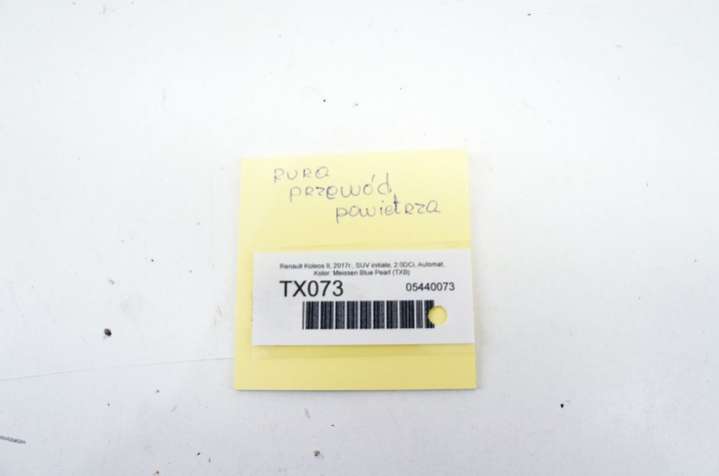 RURA
przewód
powietrza
Renault Koleos II, 2017r., SUV initiale, 2.0DCi, Automat,
Kolor: Meissen Blue Pearl (TXB)
TX073
05440073